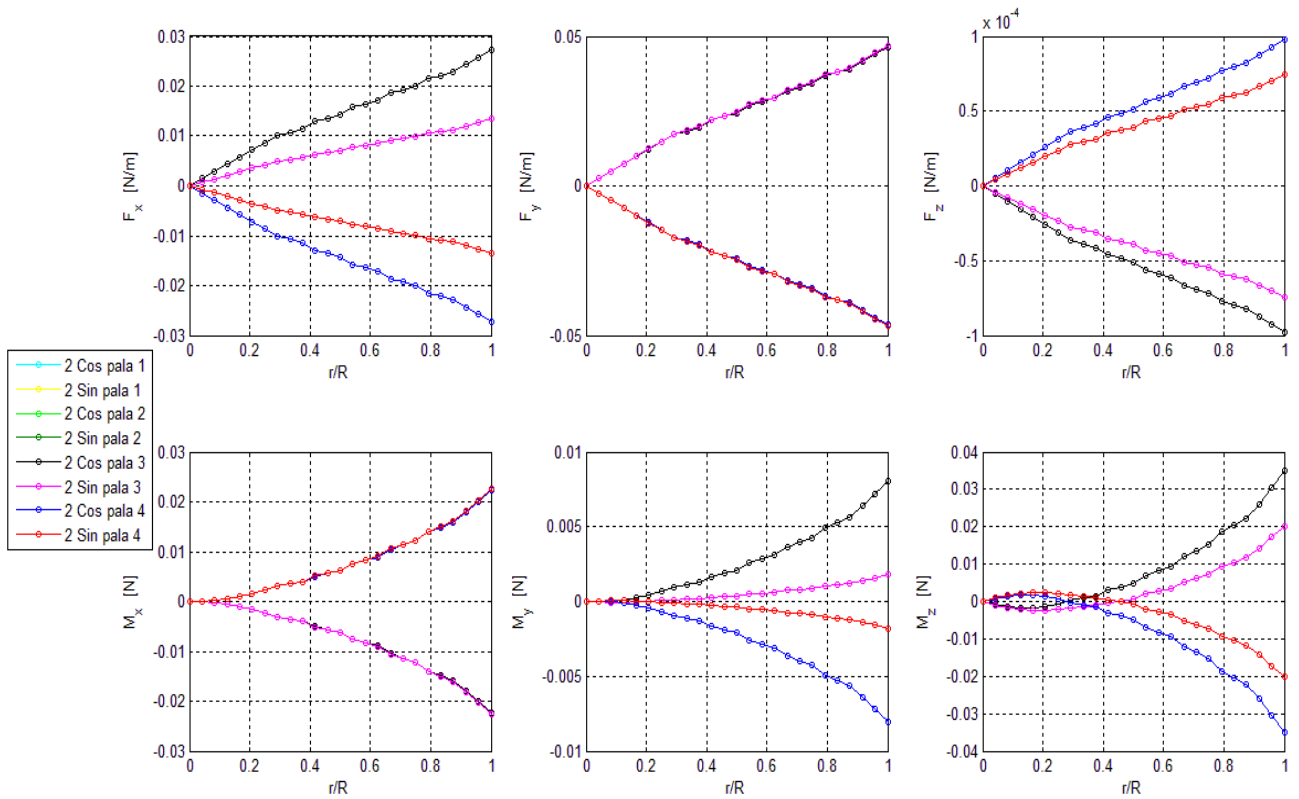 x 10^-4
0.03
0.02
0.01
0
-0.01
-0.02
-0.03
F_x [N/m]
0 0.2 0.4 0.6 0.8 1
r/R
0.05
0
-0.05
F_y [N/m]
0 0.2 0.4 0.6 0.8 1
r/R
1
0.5
0
-0.5
-1
F_z [N/m]
0 0.2 0.4 0.6 0.8 1
r/R
2 Cos pala 1
2 Sin pala 1
2 Cos pala 2
2 Sin pala 2
2 Cos pala 3
2 Sin pala 3
2 Cos pala 4
2 Sin pala 4
0.03
0.02
0.01
0
-0.01
-0.02
-0.03
M_x [N]
0 0.2 0.4 0.6 0.8 1
r/R
0.01
0.005
0
-0.005
-0.01
M_y [N]
0 0.2 0.4 0.6 0.8 1
r/R
0.04
0.03
0.02
0.01
0
-0.01
-0.02
-0.03
-0.04
M_z [N]
0 0.2 0.4 0.6 0.8 1
r/R